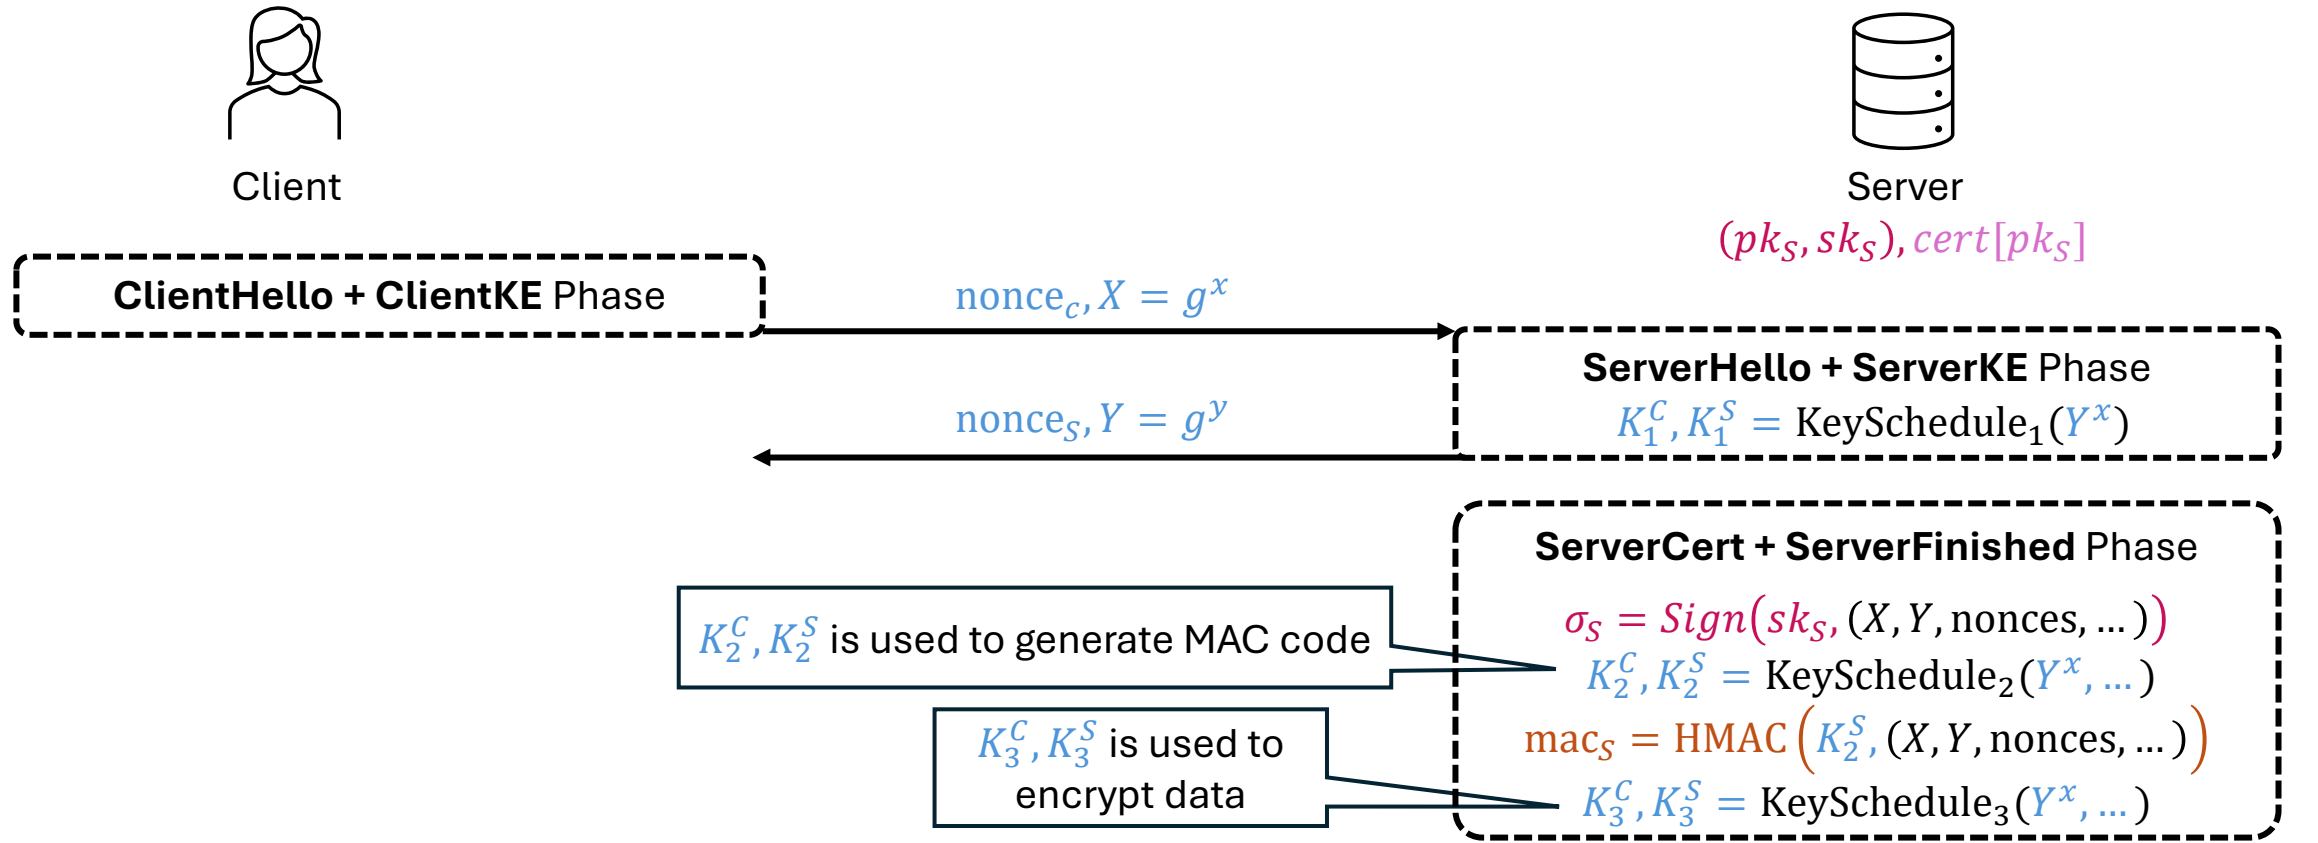 Client
Server
(pk_S, sk_S), cert[pk_S]
ClientHello + ClientKE Phase
nonce_c, X = g^x
ServerHello + ServerKE Phase
K_1^C, K_1^S = KeySchedule_1(Y^x)
nonce_S, Y = g^y
ServerCert + ServerFinished Phase
σ_S = Sign(sk_S, (X, Y, nonces, … ))
K_2^C, K_2^S is used to generate MAC code
K_2^C, K_2^S = KeySchedule_2(Y^x, … )
mac_S = HMAC(K_2^S, (X, Y, nonces, … ))
K_3^C, K_3^S is used to
encrypt data
K_3^C, K_3^S = KeySchedule_3(Y^x, … )